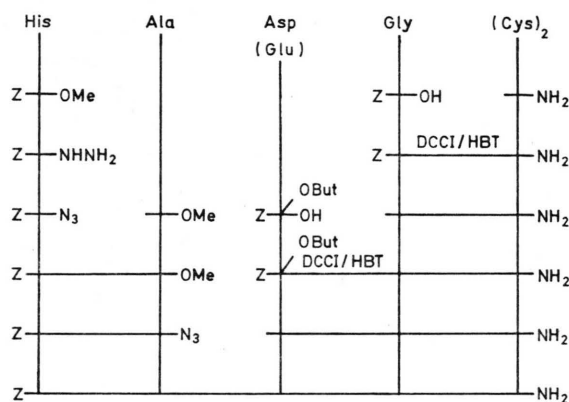 His Ala Asp Gly (Cys)2
(Glu)
Z OMe Z OH NH2
Z NHNH2 Z DCCI/HBT NH2
OBut
Z N3 OMe Z OH NH2
OBut
Z OMe Z DCCI/HBT NH2
Z N3 NH2
Z NH2